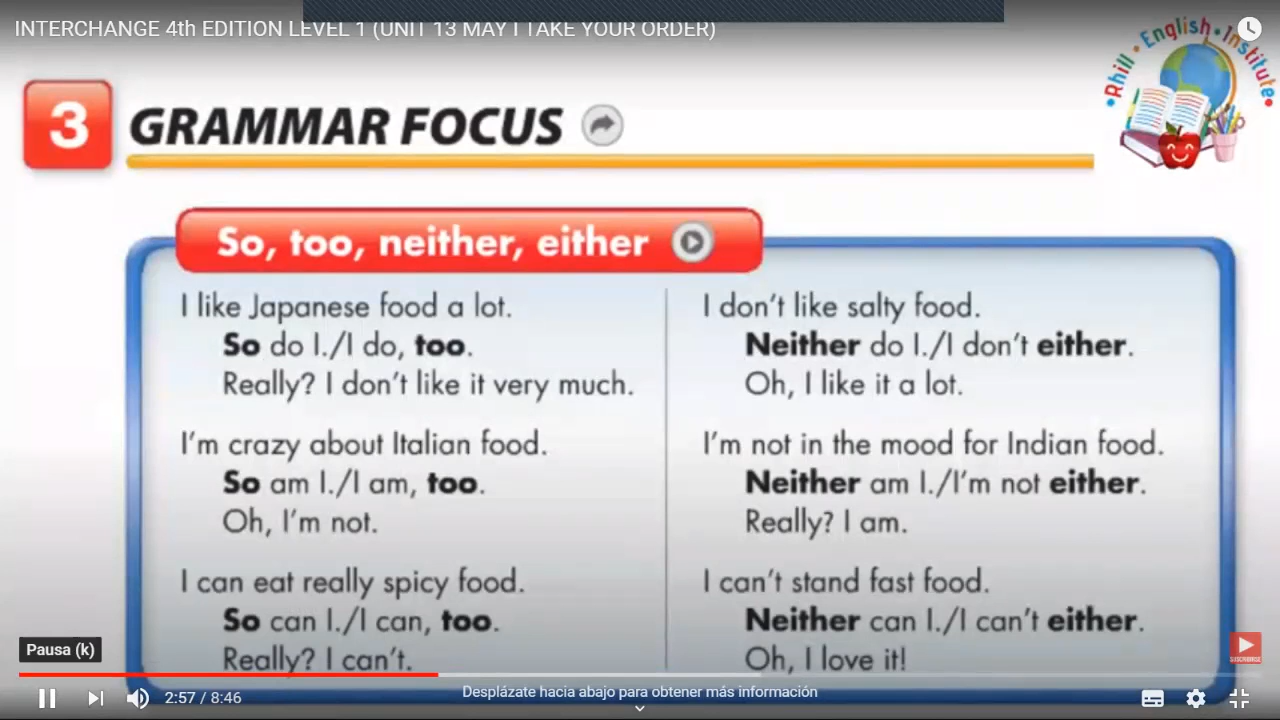 INTERCHANGE 4th EDITION LEVEL 1 (UNIT 13 MAY I TAKE YOUR ORDER)
Rhill • English • Institute
3 GRAMMAR FOCUS
So, too, neither, either
I like Japanese food a lot.
So do I./I do, too.
Really? I don't like it very much.
I'm crazy about Italian food.
So am I./I am, too.
Oh, I'm not.
I can eat really spicy food.
So can I./I can, too.
Really? I can't.
I don't like salty food.
Neither do I./I don't either.
Oh, I like it a lot.
I'm not in the mood for Indian food.
Neither am I./I'm not either.
Really? I am.
I can't stand fast food.
Neither can I./I can't either.
Oh, I love it!
Pausa (k)
SUSCRIBIRSE
2:57 / 8:46
Desplázate hacia abajo para obtener más información